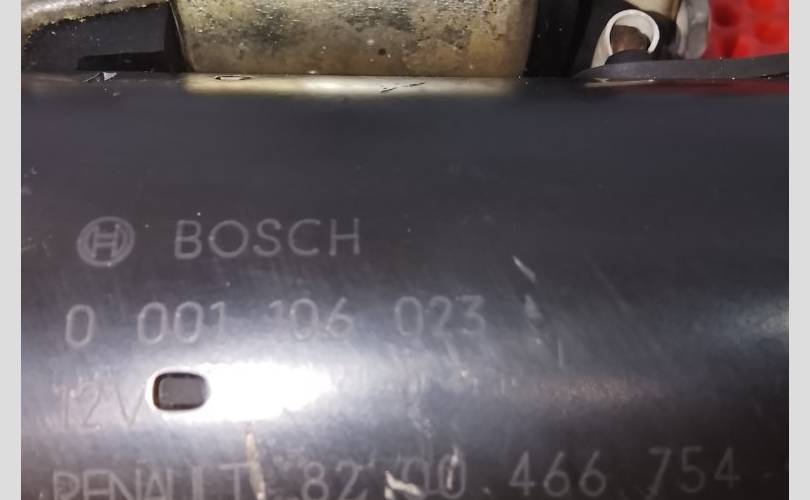 BOSCH
0 001 106 023
12V
RENAULT 82 00 466 754